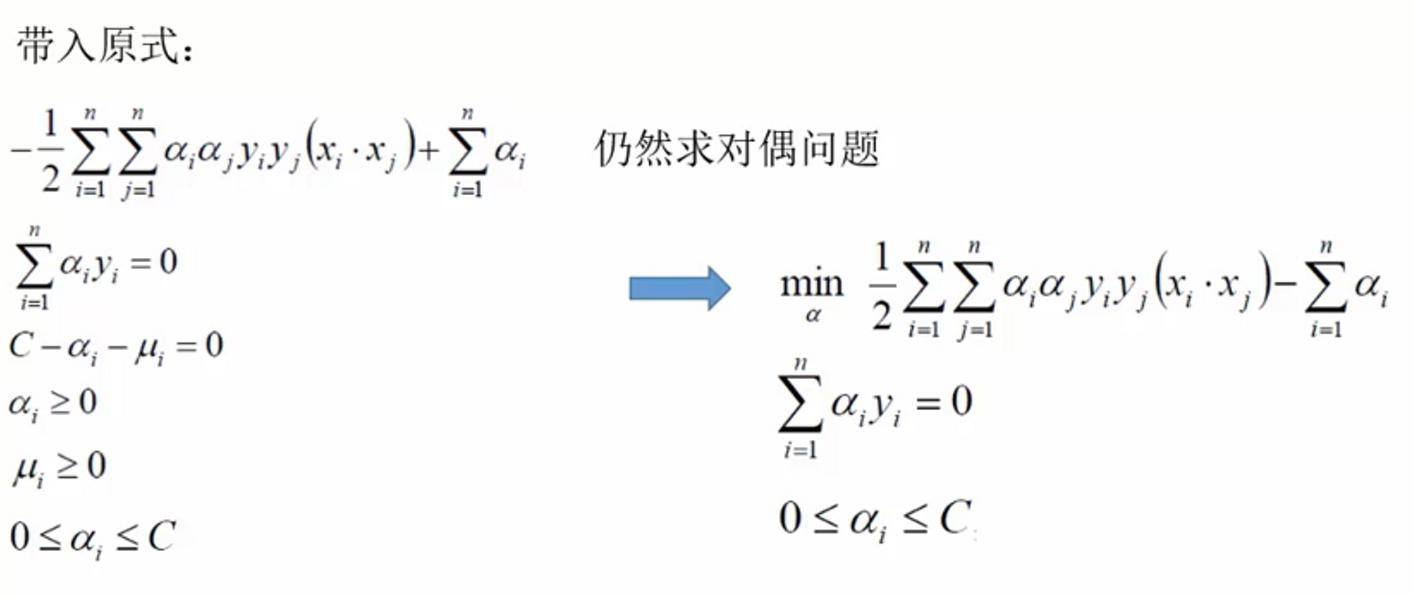 带入原式：
$-\frac{1}{2}\sum_{i=1}^{n}\sum_{j=1}^{n}\alpha_i\alpha_j y_i y_j(x_i \cdot x_j)+\sum_{i=1}^{n}\alpha_i$ 仍然求对偶问题
$\sum_{i=1}^{n}\alpha_i y_i = 0$
$C-\alpha_i-\mu_i=0$
$\alpha_i \geq 0$
$\mu_i \geq 0$
$0 \leq \alpha_i \leq C$
$\min_{\alpha} \frac{1}{2}\sum_{i=1}^{n}\sum_{j=1}^{n}\alpha_i\alpha_j y_i y_j(x_i \cdot x_j)-\sum_{i=1}^{n}\alpha_i$
$\sum_{i=1}^{n}\alpha_i y_i = 0$
$0 \leq \alpha_i \leq C$